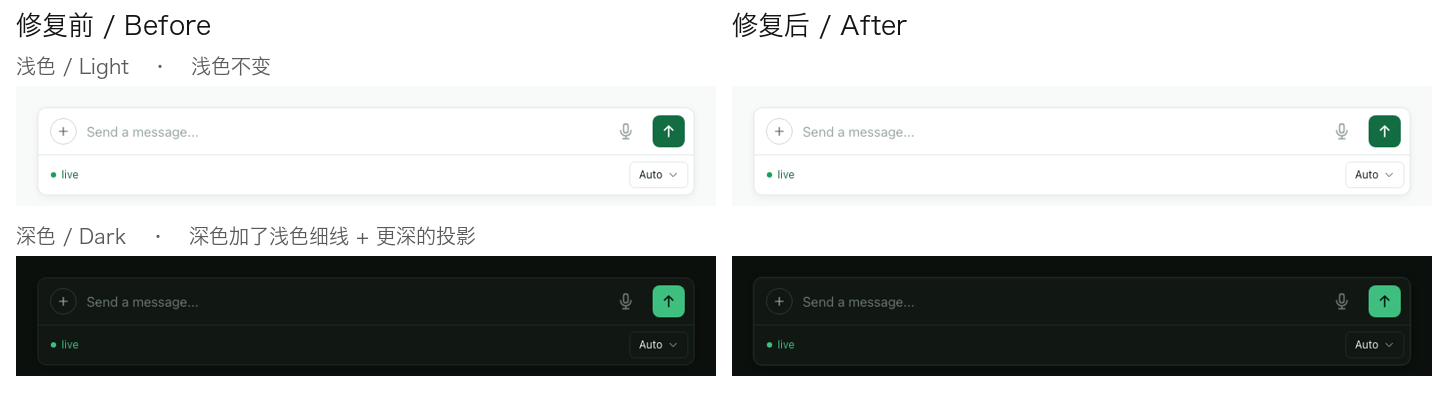 修复前 / Before
浅色 / Light · 浅色不变
Send a message...
live
Auto
深色 / Dark · 深色加了浅色细线 + 更深的投影
Send a message...
live
Auto
修复后 / After
Send a message...
live
Auto
Send a message...
live
Auto